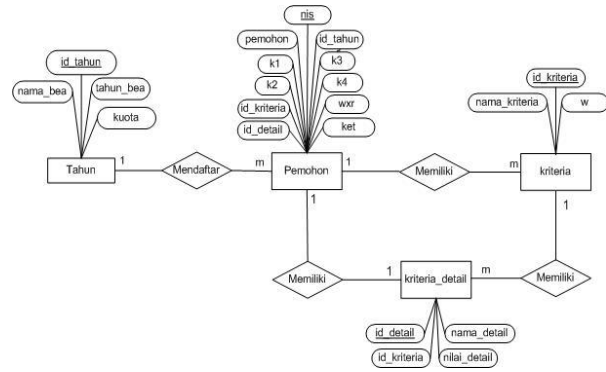 nis
pemohon
id_tahun
k1
k3
k2
k4
id_kriteria
wxr
id_detail
ket
id_tahun
nama_bea
tahun_bea
kuota
id_kriteria
nama_kriteria
w
Tahun
1
Mendaftar
m
Pemohon
1
Memiliki
m
kriteria
1
1
Memiliki
1
kriteria_detail
m
Memiliki
id_detail
nama_detail
id_kriteria
nilai_detail